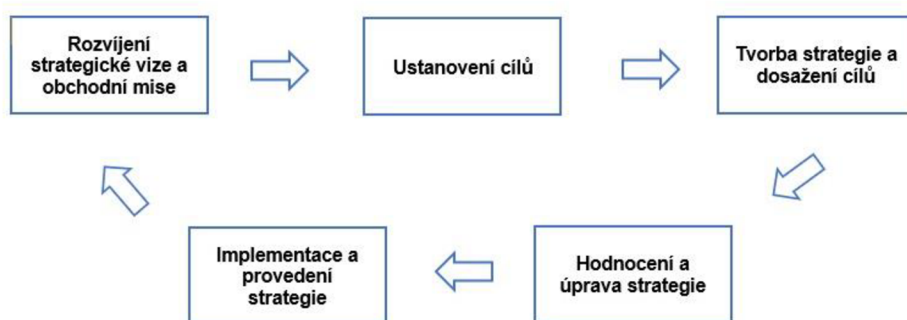 Rozvíjení
strategické vize a
obchodní mise
Ustanovení cílů
Tvorba strategie a
dosažení cílů
Hodnocení a
úprava strategie
Implementace a
provedení
strategie